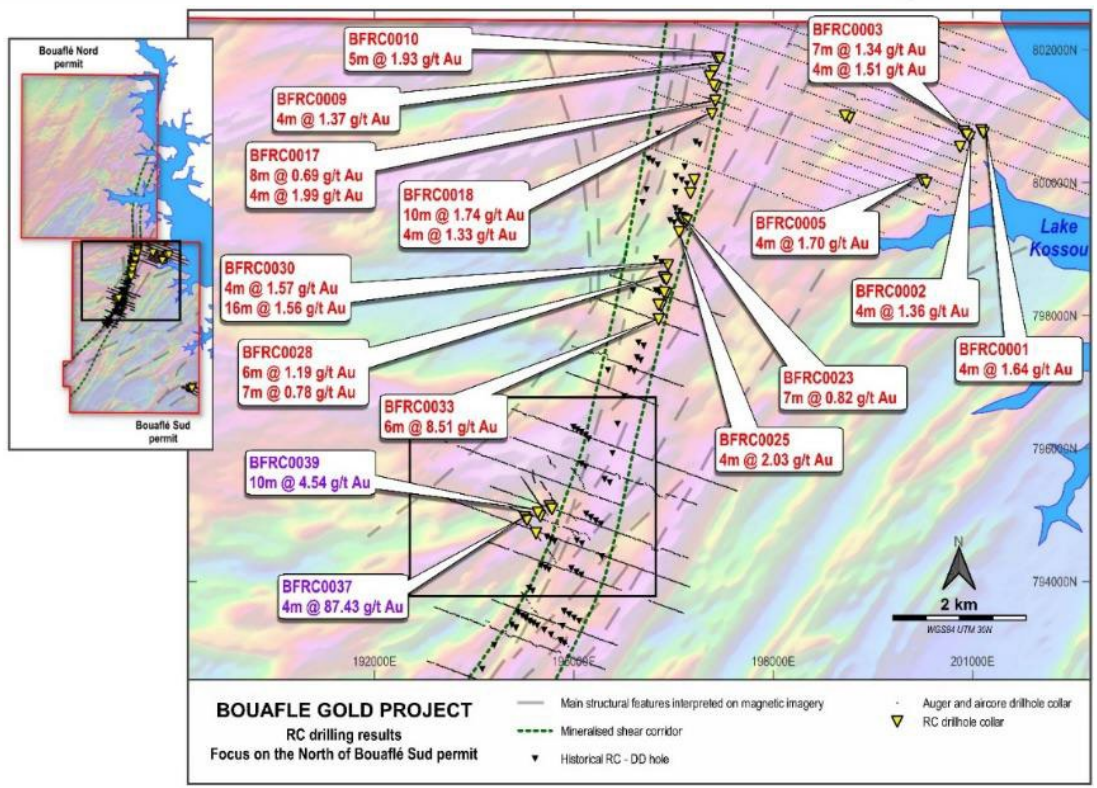 Bouaflé Nord
permit
Bouaflé Sud
permit
BFRC0010
5m @ 1.93 g/t Au
BFRC0009
4m @ 1.37 g/t Au
BFRC0017
8m @ 0.69 g/t Au
4m @ 1.99 g/t Au
BFRC0018
10m @ 1.74 g/t Au
4m @ 1.33 g/t Au
BFRC0003
7m @ 1.34 g/t Au
4m @ 1.51 g/t Au
802000N
800000N
BFRC0005
4m @ 1.70 g/t Au
Lake
Kossou
BFRC0030
4m @ 1.57 g/t Au
16m @ 1.56 g/t Au
BFRC0002
4m @ 1.36 g/t Au
798000N
BFRC0028
6m @ 1.19 g/t Au
7m @ 0.78 g/t Au
BFRC0001
4m @ 1.64 g/t Au
BFRC0023
7m @ 0.82 g/t Au
BFRC0033
6m @ 8.51 g/t Au
BFRC0025
4m @ 2.03 g/t Au
796000N
BFRC0039
10m @ 4.54 g/t Au
BFRC0037
4m @ 87.43 g/t Au
N
794000N
2 km
WGS84 UTM 30N
192000E
195000E
198000E
201000E
BOUAFLE GOLD PROJECT
RC drilling results
Focus on the North of Bouaflé Sud permit
Main structural features interpreted on magnetic imagery
Mineralised shear corridor
Historical RC - DD hole
Auger and aircore drillhole collar
RC drillhole collar